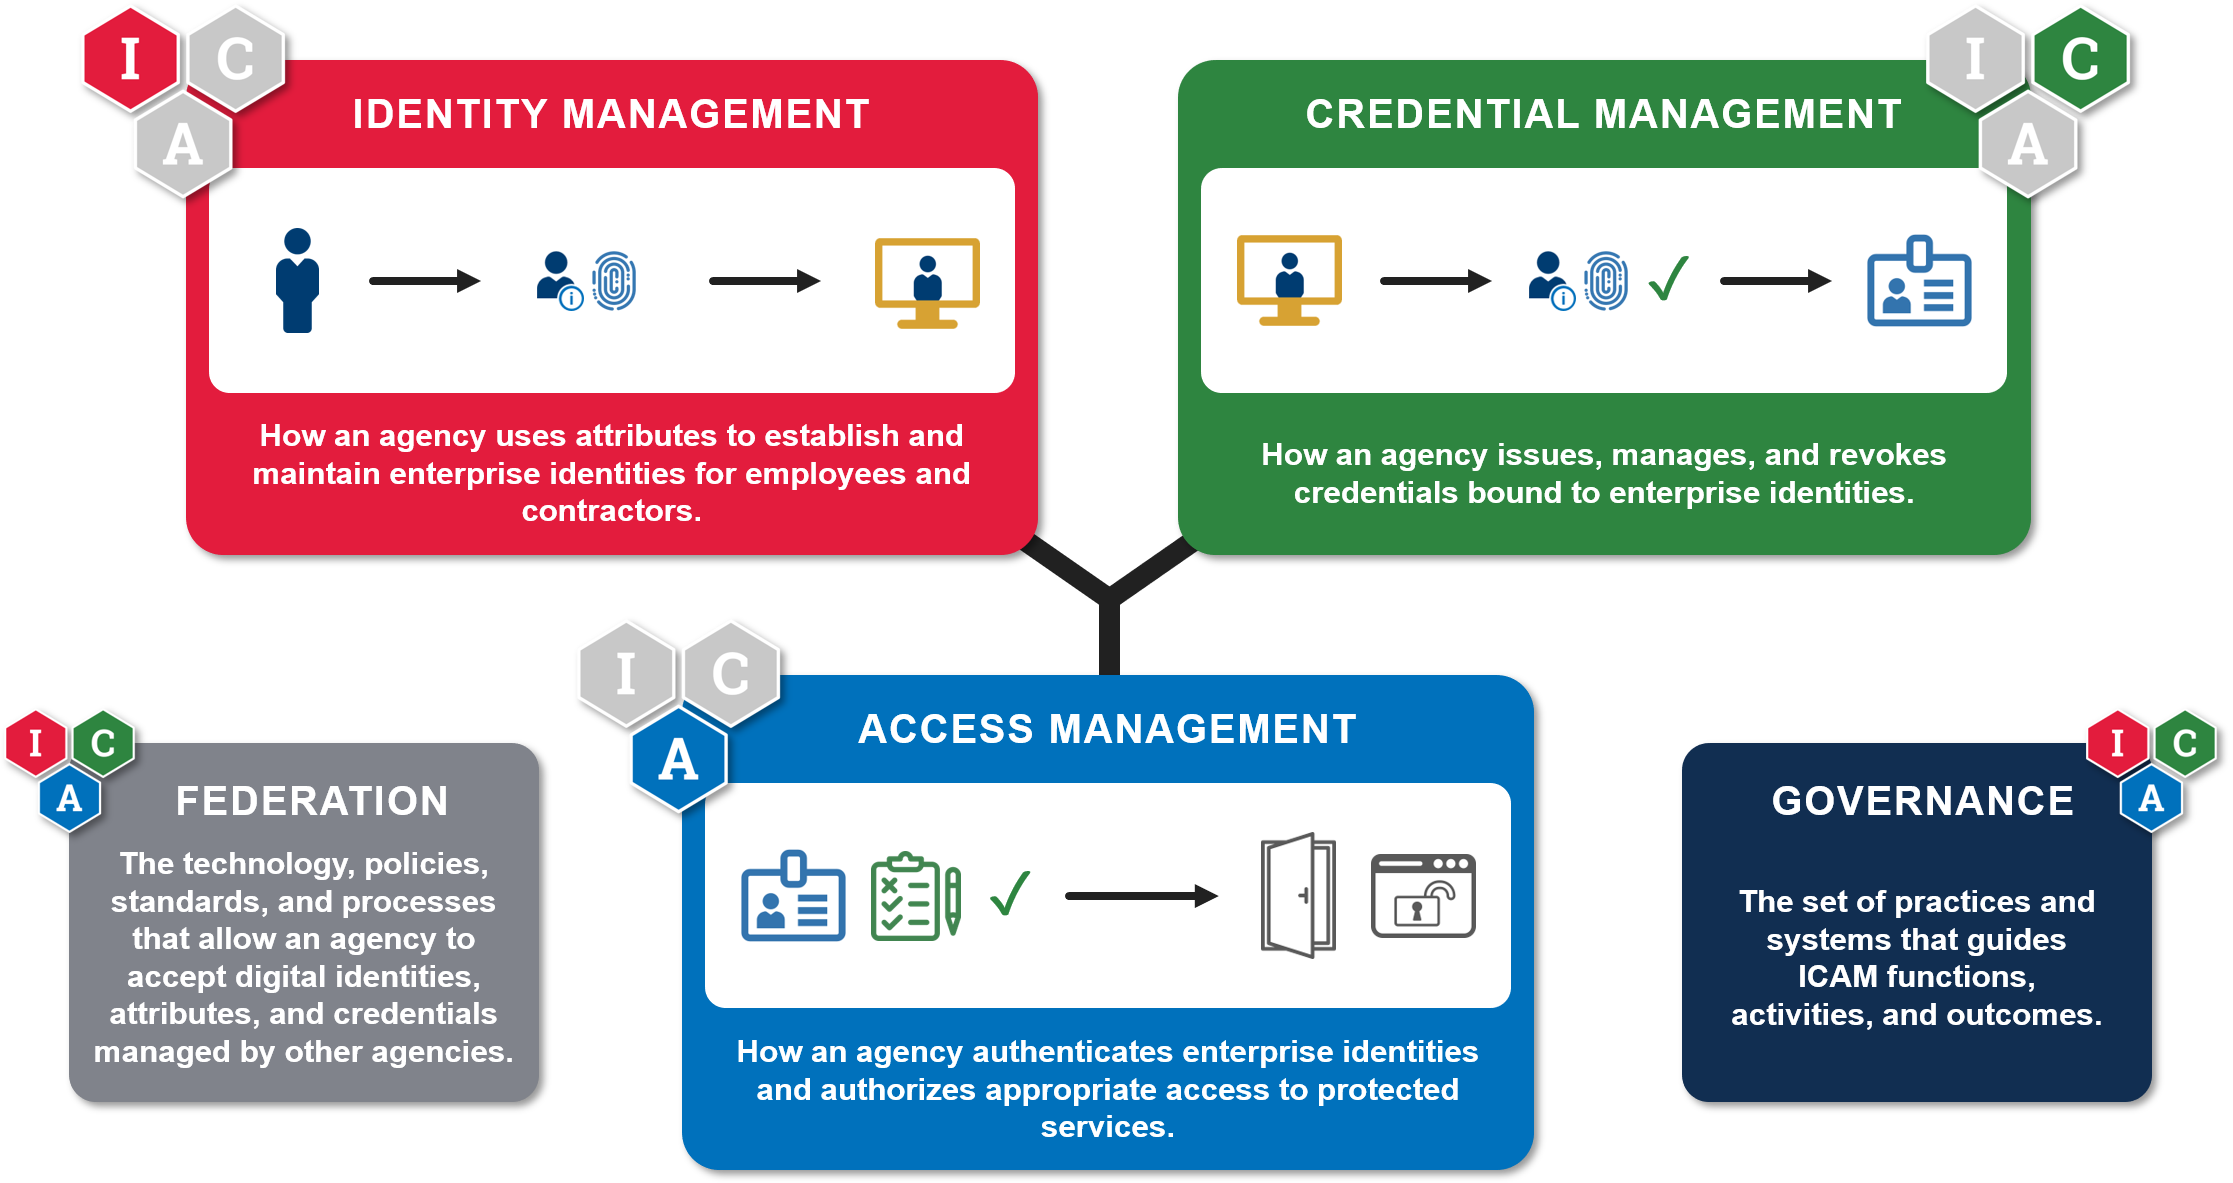 I
C
A
IDENTITY MANAGEMENT
How an agency uses attributes to establish and
maintain enterprise identities for employees and
contractors.
I
C
A
CREDENTIAL MANAGEMENT
How an agency issues, manages, and revokes
credentials bound to enterprise identities.
I
C
A
FEDERATION
The technology, policies,
standards, and processes
that allow an agency to
accept digital identities,
attributes, and credentials
managed by other agencies.
I
C
A
ACCESS MANAGEMENT
How an agency authenticates enterprise identities
and authorizes appropriate access to protected
services.
I
C
A
GOVERNANCE
The set of practices and
systems that guides
ICAM functions,
activities, and outcomes.